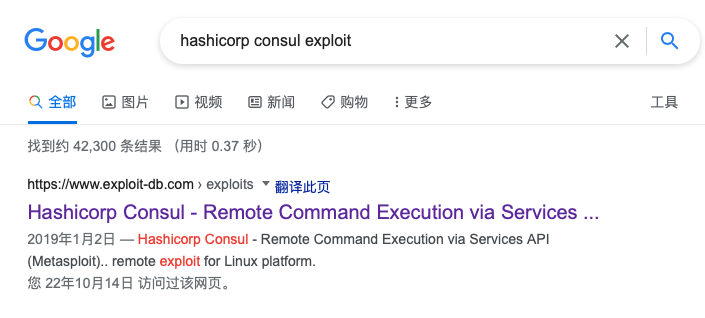 Google
hashicorp consul exploit
全部 图片 视频 新闻 购物 更多 工具
找到约 42,300 条结果 （用时 0.37 秒）
https://www.exploit-db.com › exploits 翻译此页
Hashicorp Consul - Remote Command Execution via Services ...
2019年1月2日 — Hashicorp Consul - Remote Command Execution via Services API
(Metasploit).. remote exploit for Linux platform.
您 22年10月14日 访问过该网页。